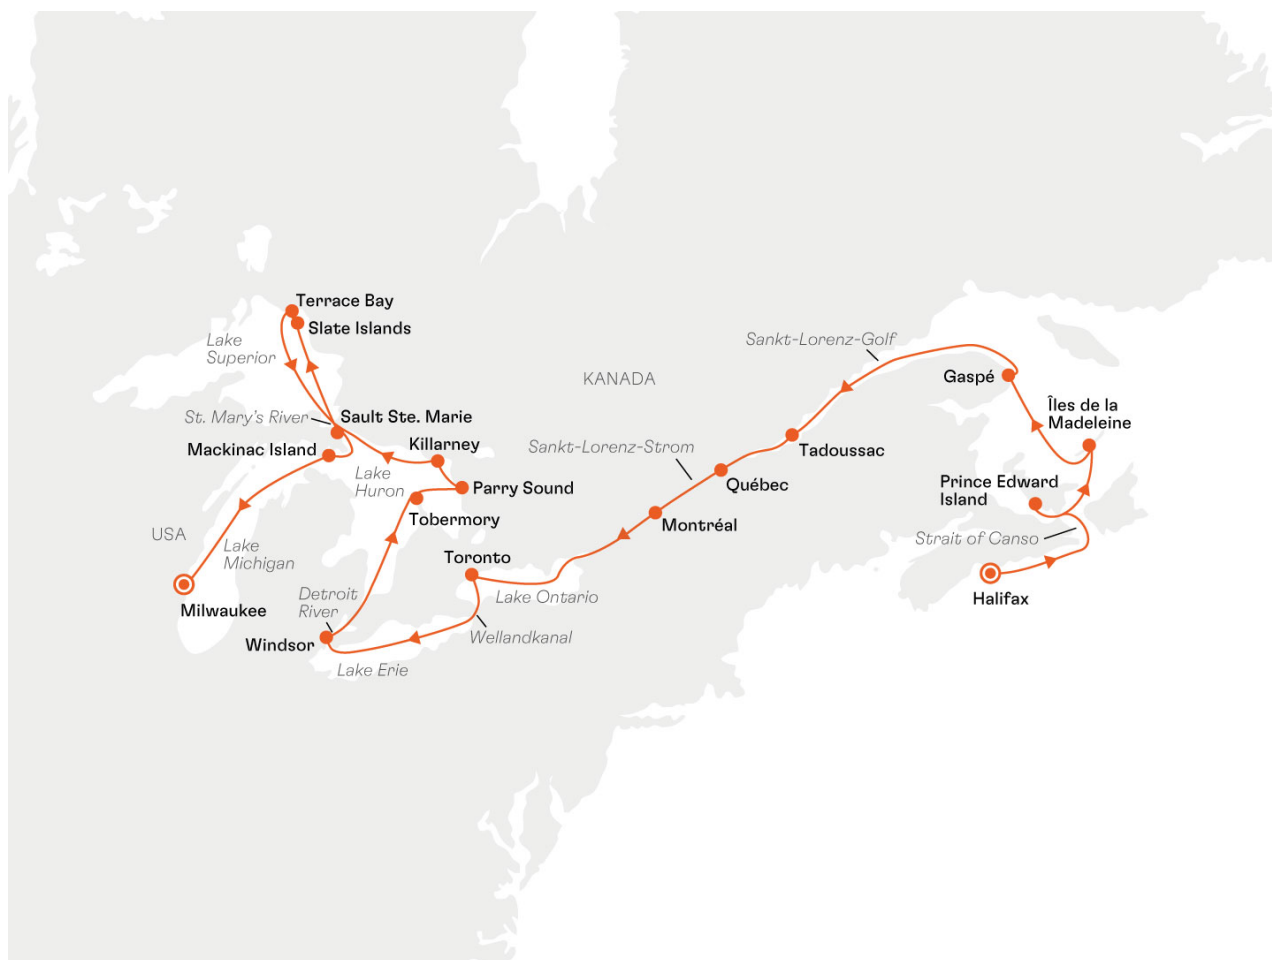 Terrace Bay
Slate Islands
Lake
Superior
Sankt-Lorenz-Golf
KANADA
Gaspé
Îles de la
Madeleine
St. Mary's River
Sault Ste. Marie
Mackinac Island
Killarney
Lake
Huron
Parry Sound
Tobermory
Sankt-Lorenz-Strom
Tadoussac
Québec
Montréal
Prince Edward
Island
Strait of Canso
USA
Lake
Michigan
Toronto
Lake Ontario
Halifax
Milwaukee
Detroit
River
Windsor
Wellandkanal
Lake Erie